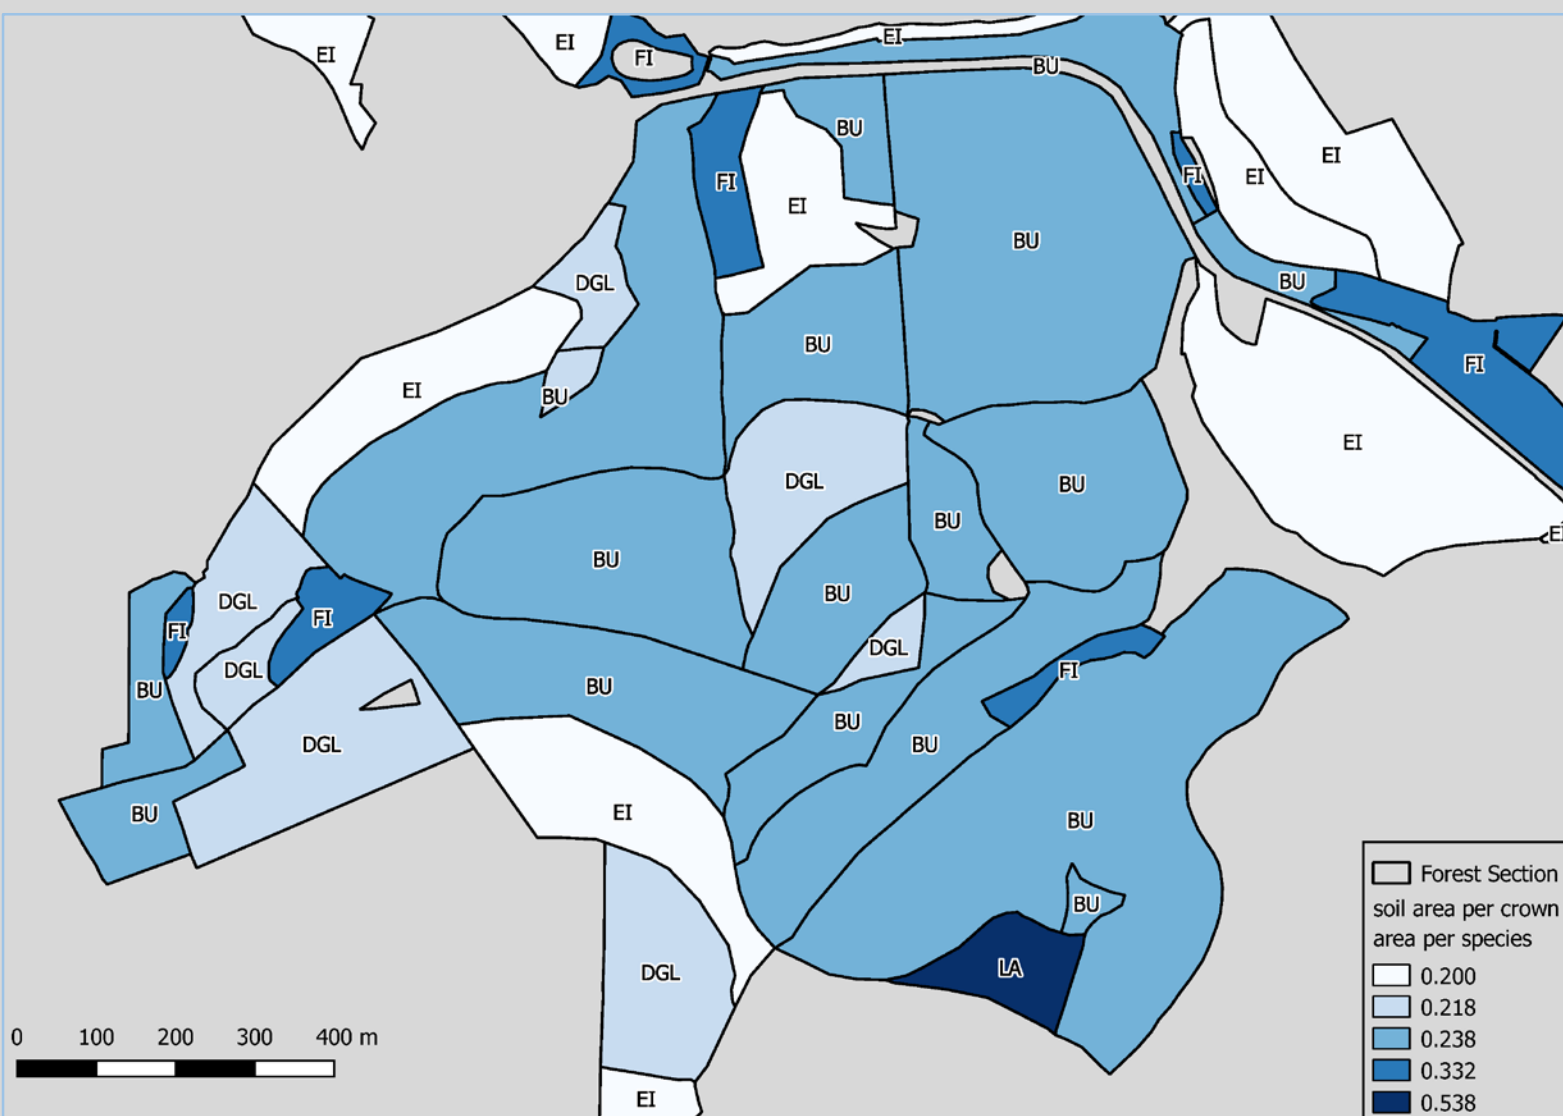 EI
EI
FI
EI
BU
BU
FI
EI
FI
EI
EI
BU
DGL
BU
BU
FI
EI
BU
EI
DGL
BU
BU
EI
BU
BU
DGL
BU
FI
FI
DGL
DGL
FI
BU
BU
BU
BU
DGL
DGL
BU
EI
BU
BU
LA
DGL
EI
0 100 200 300 400 m
Forest Section
soil area per crown
area per species
0.200
0.218
0.238
0.332
0.538